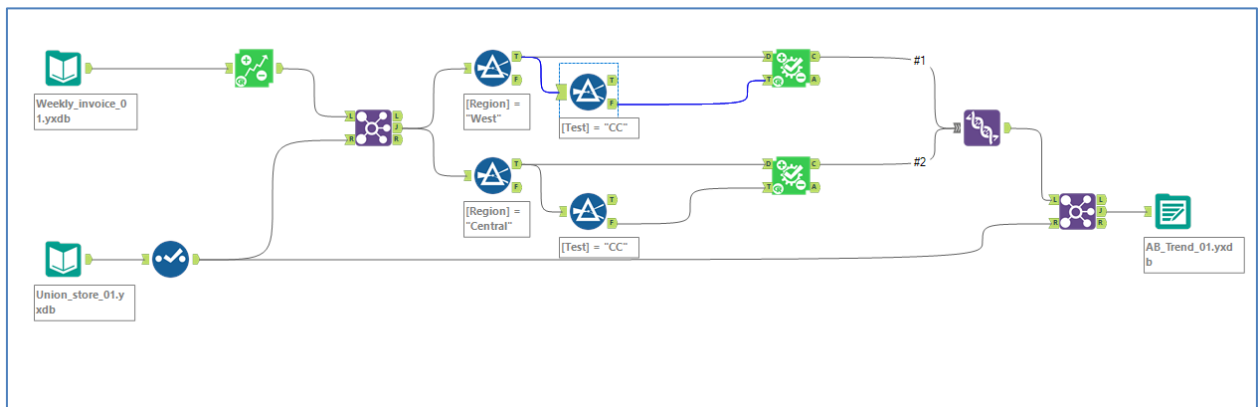 Weekly_invoice_0
1.yxdb
L
R
L
J
R
T
F
[Region] =
"West"
T
F
[Test] = "CC"
D
T
C
A
#1
T
F
[Region] =
"Central"
T
F
[Test] = "CC"
D
T
C
A
#2
L
R
L
J
R
AB_Trend_01.yxd
b
Union_store_01.y
xdb